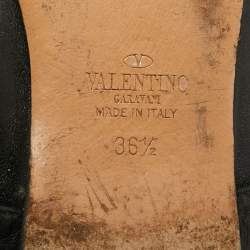 V
VALENTINO
GARAVANI
MADE IN ITALY
36½